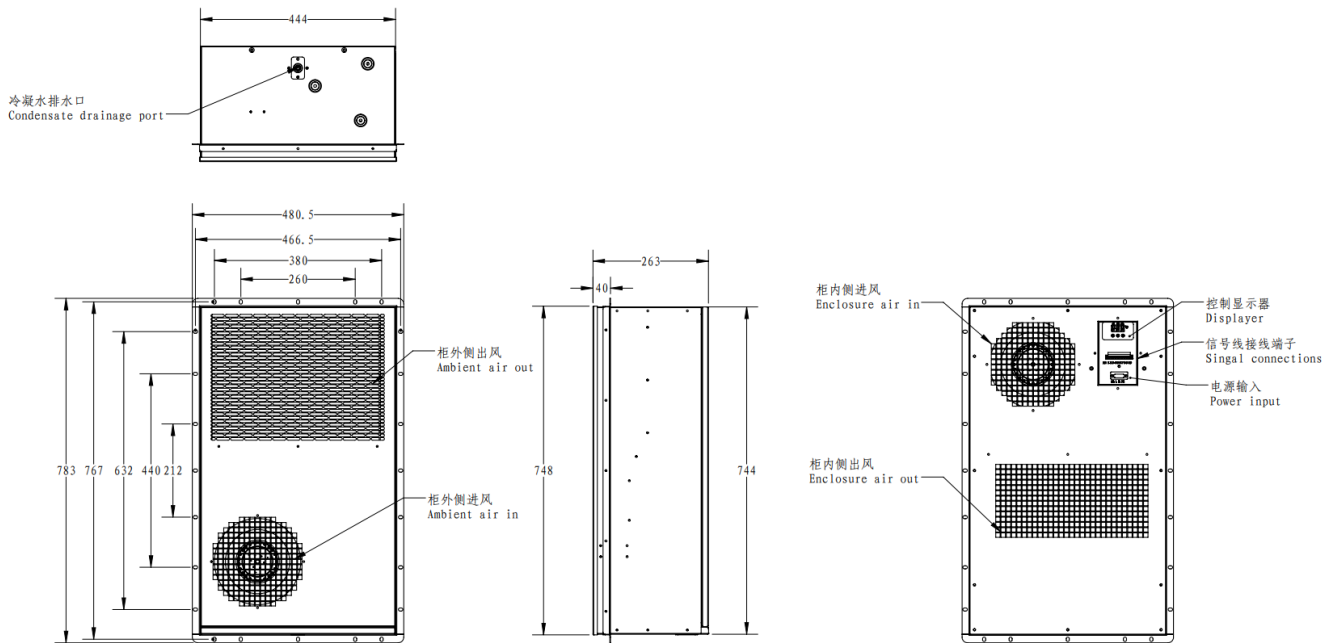 444
冷凝水排水口
Condensate drainage port
480.5
466.5
380
260
263
40
柜外侧出风
Ambient air out
783
767
632
440
212
748
744
柜外侧进风
Ambient air in
柜内侧进风
Enclosure air in
控制显示器
Displayer
信号线接线端子
Singal connections
电源输入
Power input
柜内侧出风
Enclosure air out